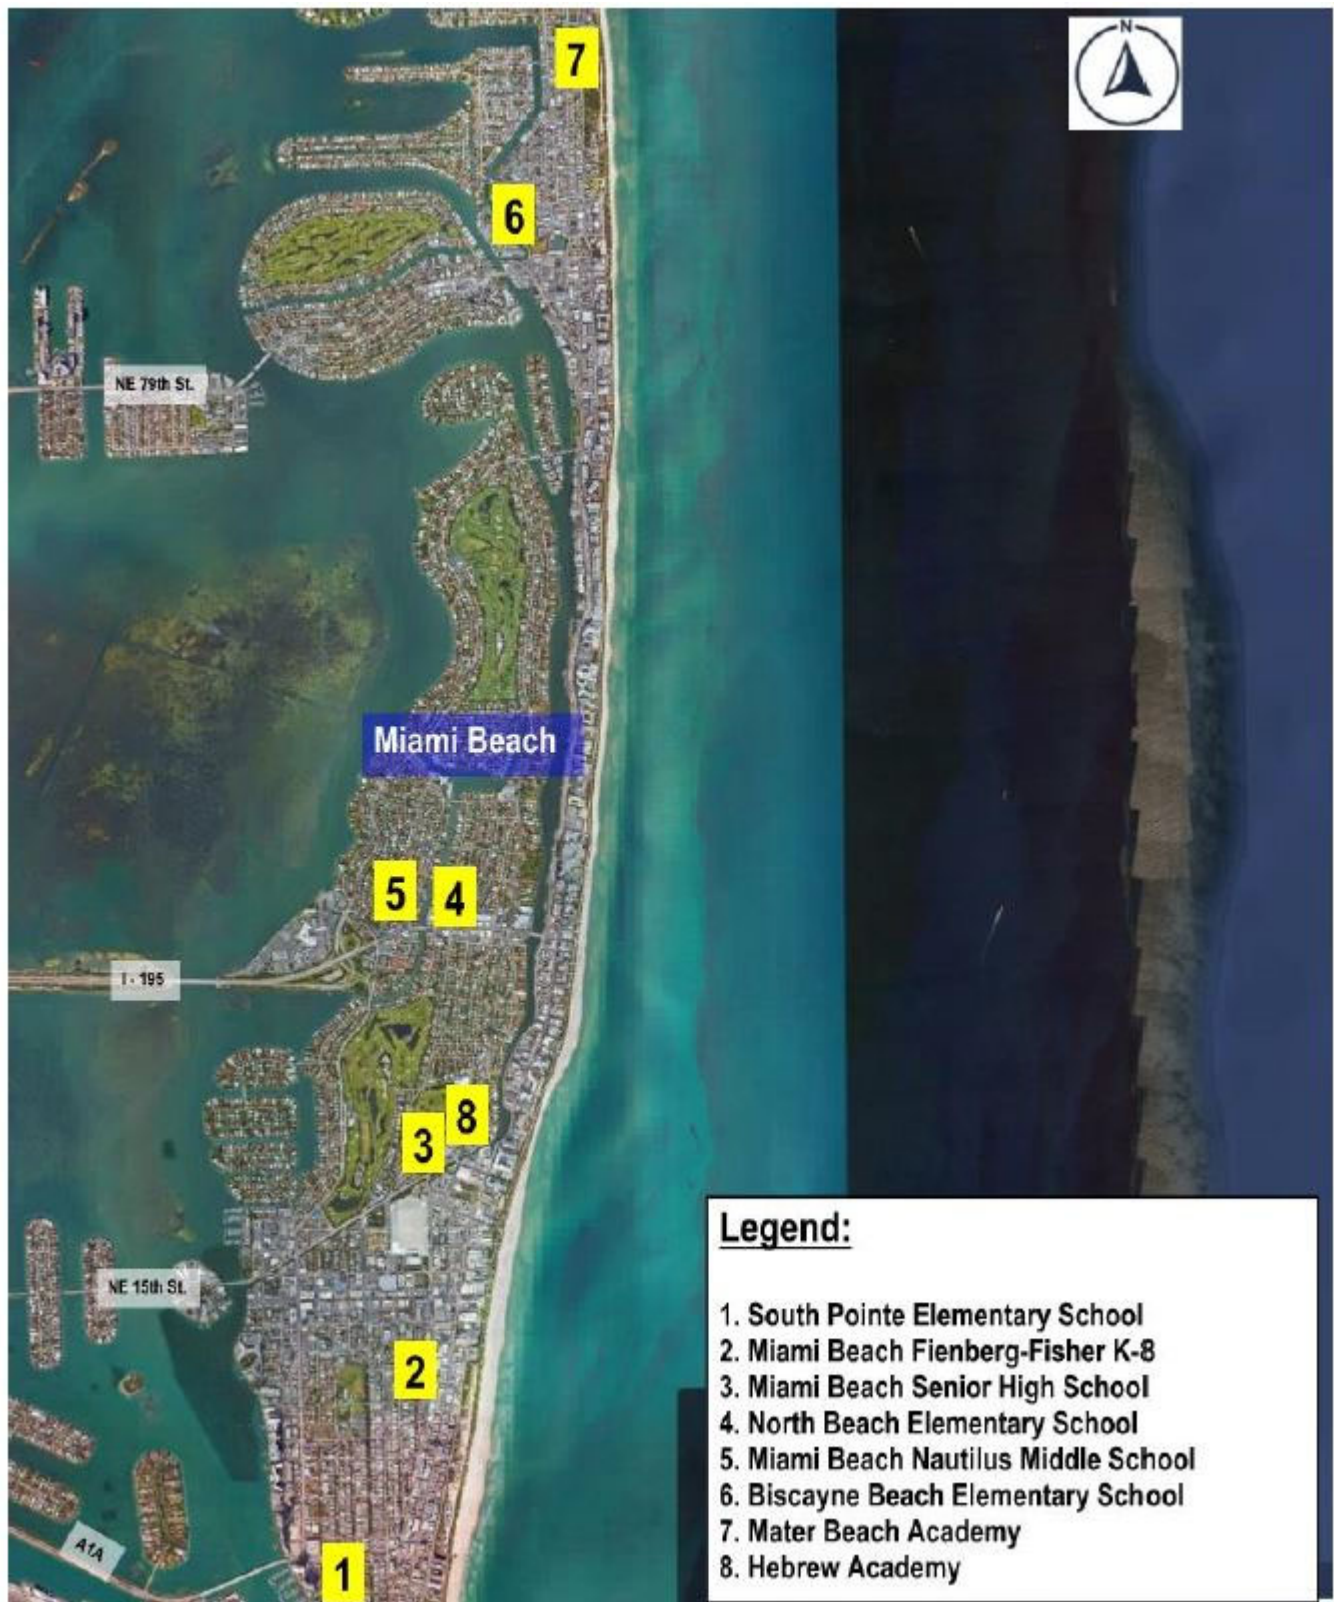 N
7
6
NE 79th St.
Miami Beach
5 4
I - 195
8
3
NE 15th St.
2
A1A
1
Legend:
1. South Pointe Elementary School
2. Miami Beach Fienberg-Fisher K-8
3. Miami Beach Senior High School
4. North Beach Elementary School
5. Miami Beach Nautilus Middle School
6. Biscayne Beach Elementary School
7. Mater Beach Academy
8. Hebrew Academy